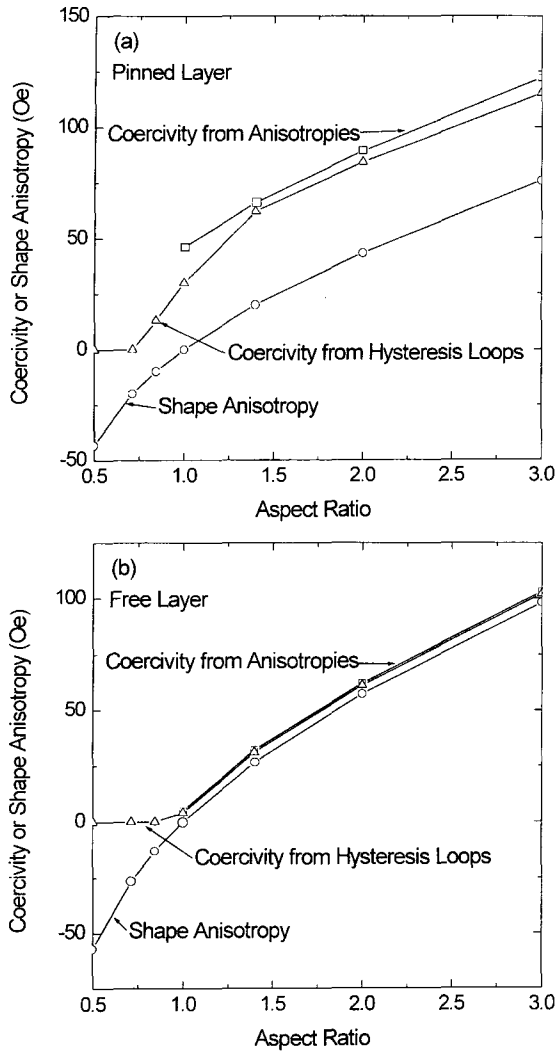 150
(a)
Pinned Layer
100
Coercivity from Anisotropies
50
0
Coercivity from Hysteresis Loops
Shape Anisotropy
-50
0.5 1.0 1.5 2.0 2.5 3.0
Aspect Ratio
Coercivity or Shape Anisotropy (Oe)
(b)
Free Layer
100
Coercivity from Anisotropies
50
0
Coercivity from Hysteresis Loops
Shape Anisotropy
-50
0.5 1.0 1.5 2.0 2.5 3.0
Aspect Ratio
Coercivity or Shape Anisotropy (Oe)